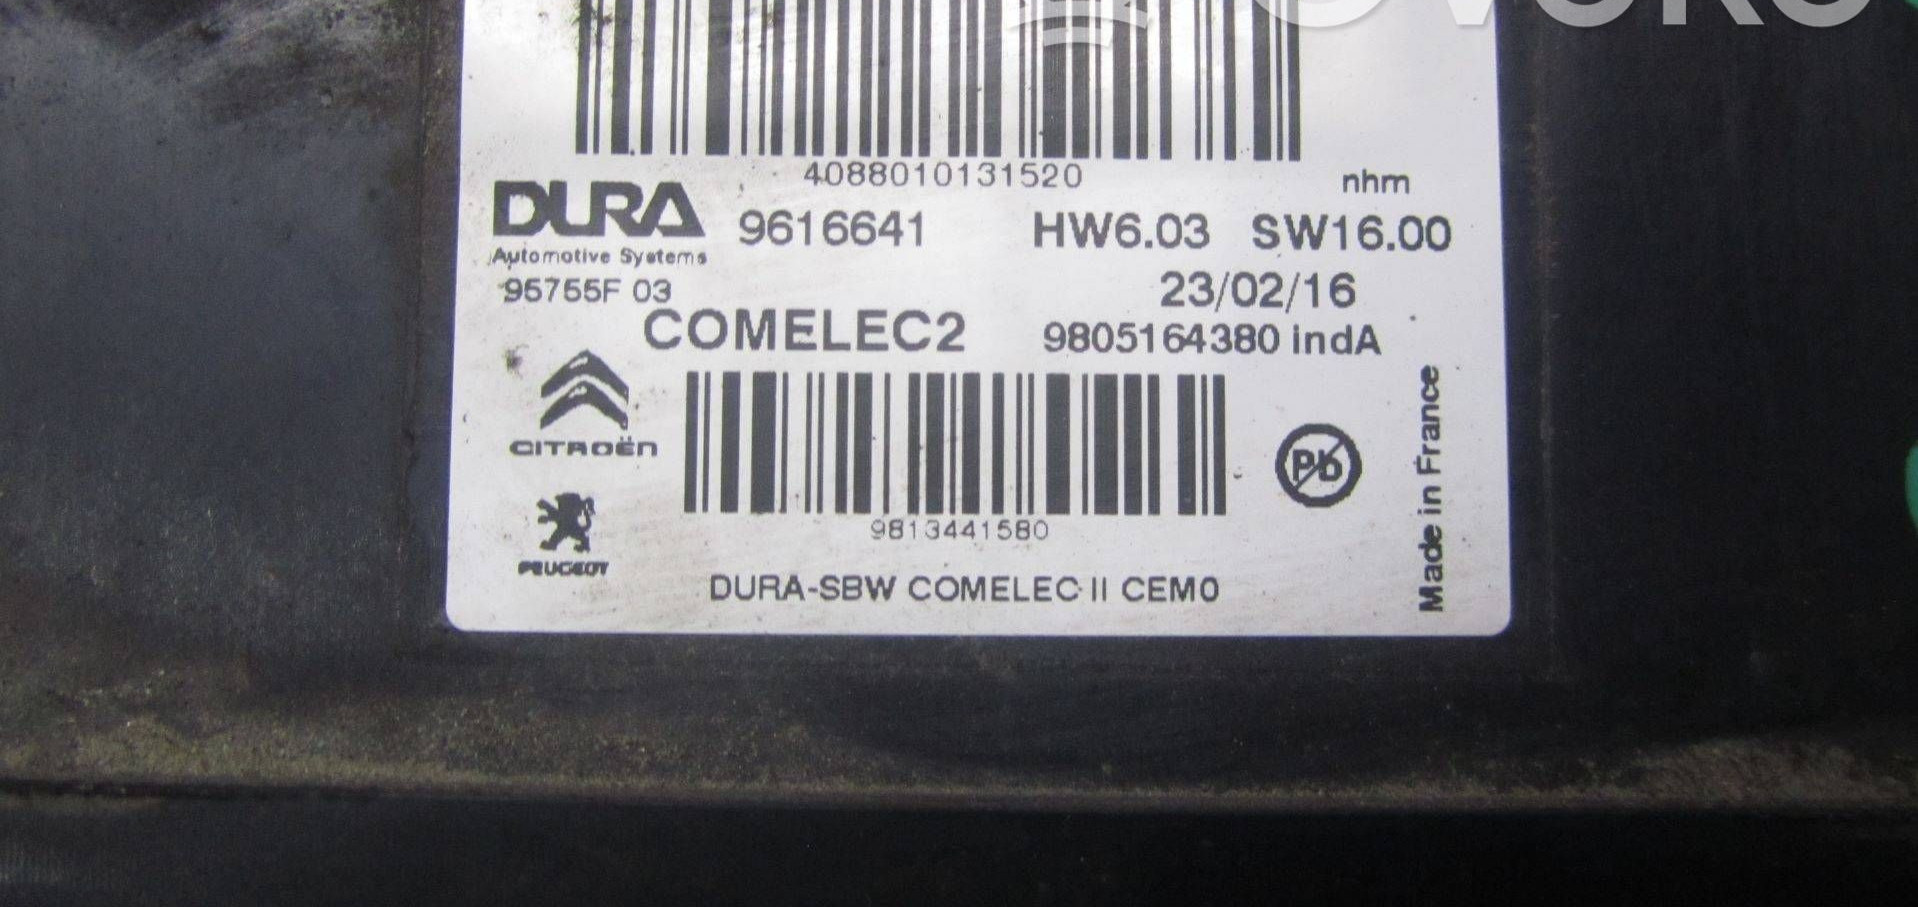 4088010131520
nhm
DURA 9616641 HW6.03 SW16.00
Automotive Systems
95755F 03 23/02/16
COMELEC2 9805164380 indA
CITROËN
Pb
Made in France
9813441580
PEUGEOT
DURA-SBW COMELEC II CEM0